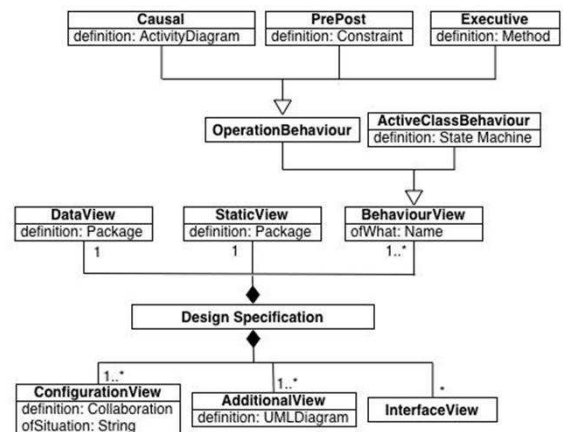 Causal
definition: ActivityDiagram
PrePost
definition: Constraint
Executive
definition: Method
OperationBehaviour
ActiveClassBehaviour
definition: State Machine
DataView
definition: Package
StaticView
definition: Package
BehaviourView
ofWhat: Name
1
1
1..*
Design Specification
1..*
1..*
*
ConfigurationView
definition: Collaboration
ofSituation: String
AdditionalView
definition: UMLDiagram
InterfaceView